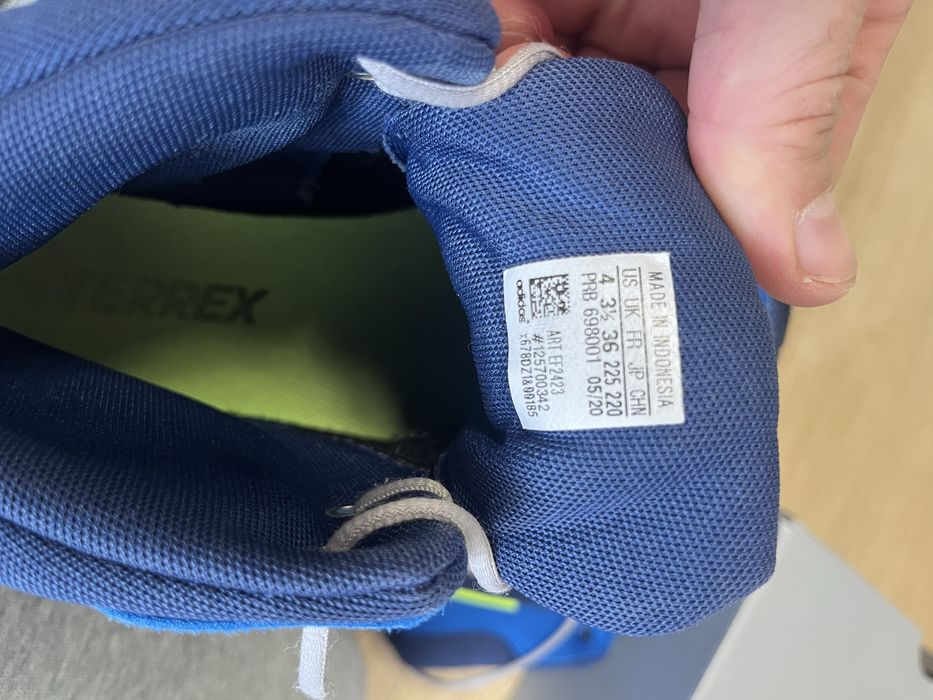 MADE IN INDONESIA
US UK FR JP CHN
4 3½ 36 225 220
PRB 698001 05/20
ART EF2423
#125700342
adidas
TERREX